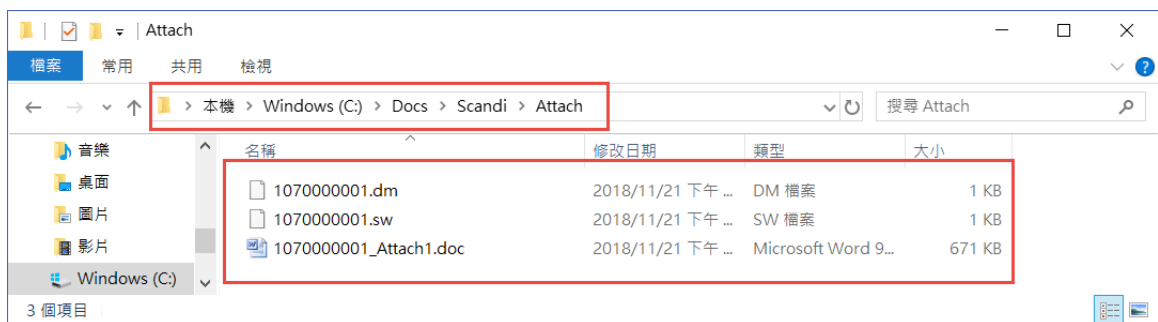 Attach
檔案 常用 共用 檢視
本機 > Windows (C:) > Docs > Scandi > Attach 搜尋 Attach
音樂 名稱 修改日期 類型 大小
桌面 1070000001.dm 2018/11/21 下午 ... DM 檔案 1 KB
圖片 1070000001.sw 2018/11/21 下午 ... SW 檔案 1 KB
影片 1070000001_Attach1.doc 2018/11/21 下午 ... Microsoft Word 9... 671 KB
Windows (C:)
3 個項目